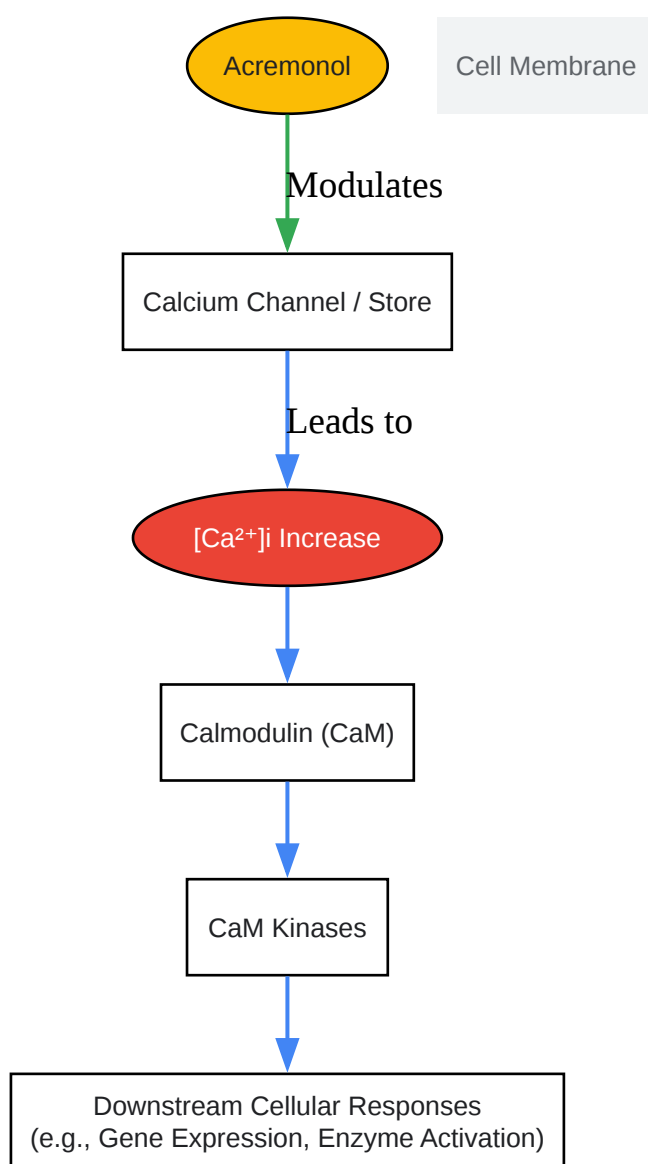 Acremonol
Cell Membrane
Modulates
Calcium Channel / Store
Leads to
[Ca²⁺]i Increase
Calmodulin (CaM)
CaM Kinases
Downstream Cellular Responses
(e.g., Gene Expression, Enzyme Activation)